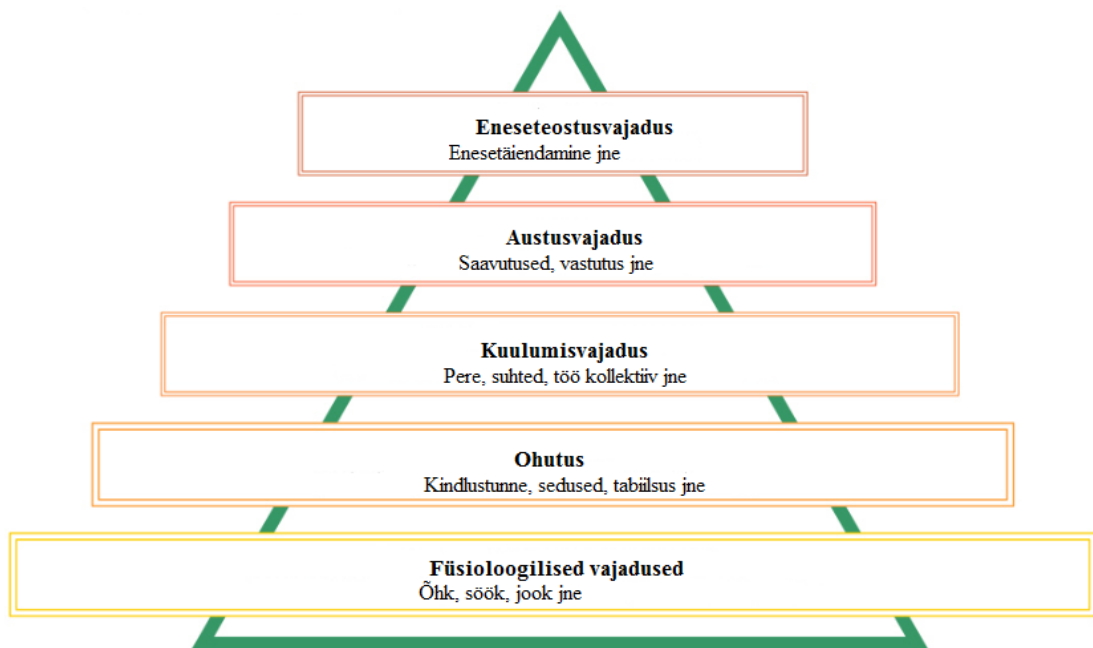 Eneseteostusvajadus
Enesetäiendamine jne
Austusvajadus
Saavutused, vastutus jne
Kuulumisvajadus
Pere, suhted, töö kollektiiv jne
Ohutus
Kindlustunne, sedused, tabiilsus jne
Füsioloogilised vajadused
Õhk, söök, jook jne